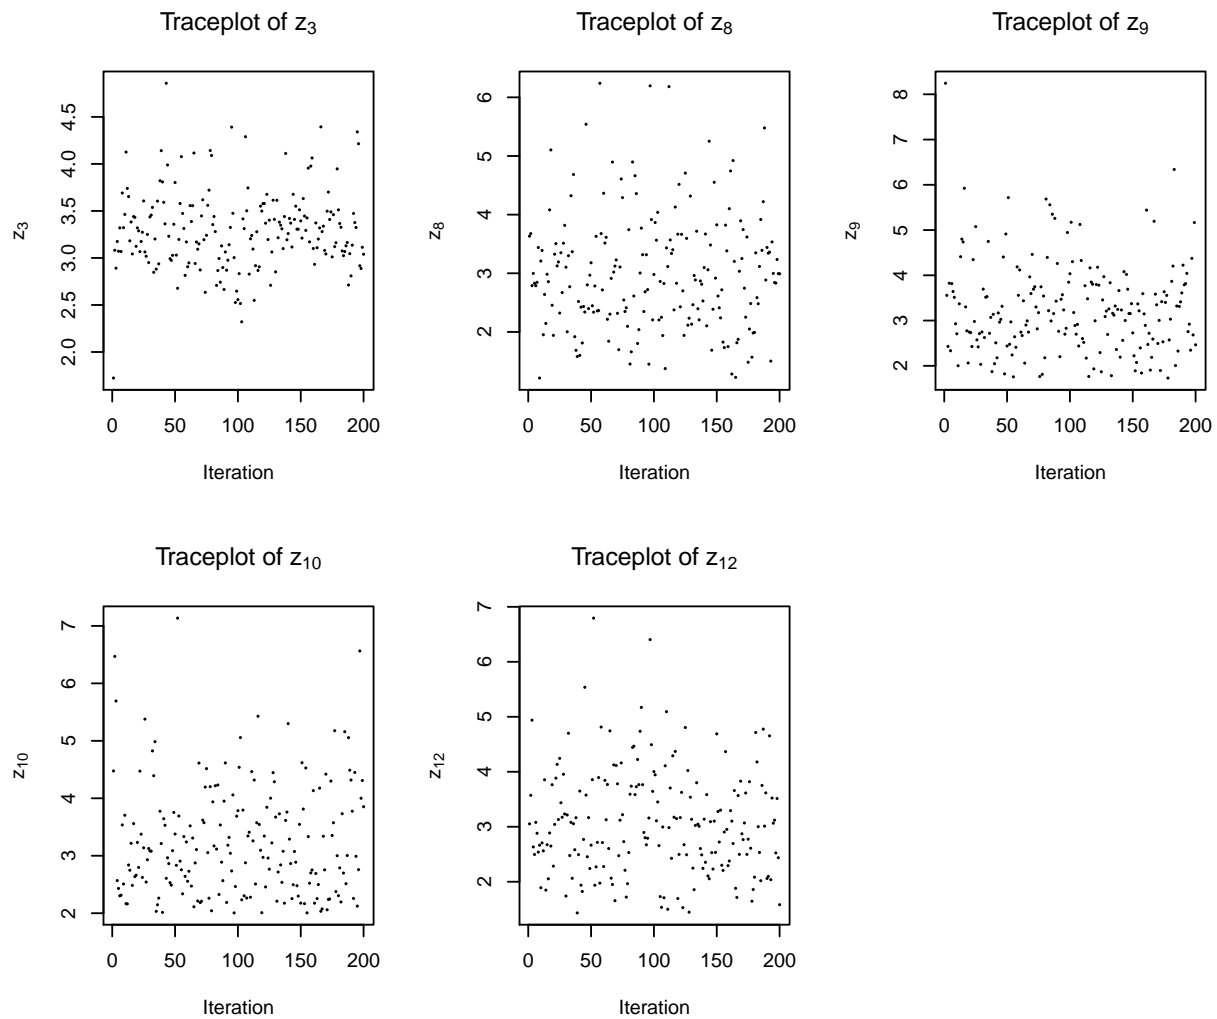 Traceplot of z₃
z₃
4.5
4.0
3.5
3.0
2.5
2.0
0 50 100 150 200
Iteration
Traceplot of z₈
z₈
6
5
4
3
2
0 50 100 150 200
Iteration
Traceplot of z₉
z₉
8
7
6
5
4
3
2
0 50 100 150 200
Iteration
Traceplot of z₁₀
z₁₀
7
6
5
4
3
2
0 50 100 150 200
Iteration
Traceplot of z₁₂
z₁₂
7
6
5
4
3
2
0 50 100 150 200
Iteration